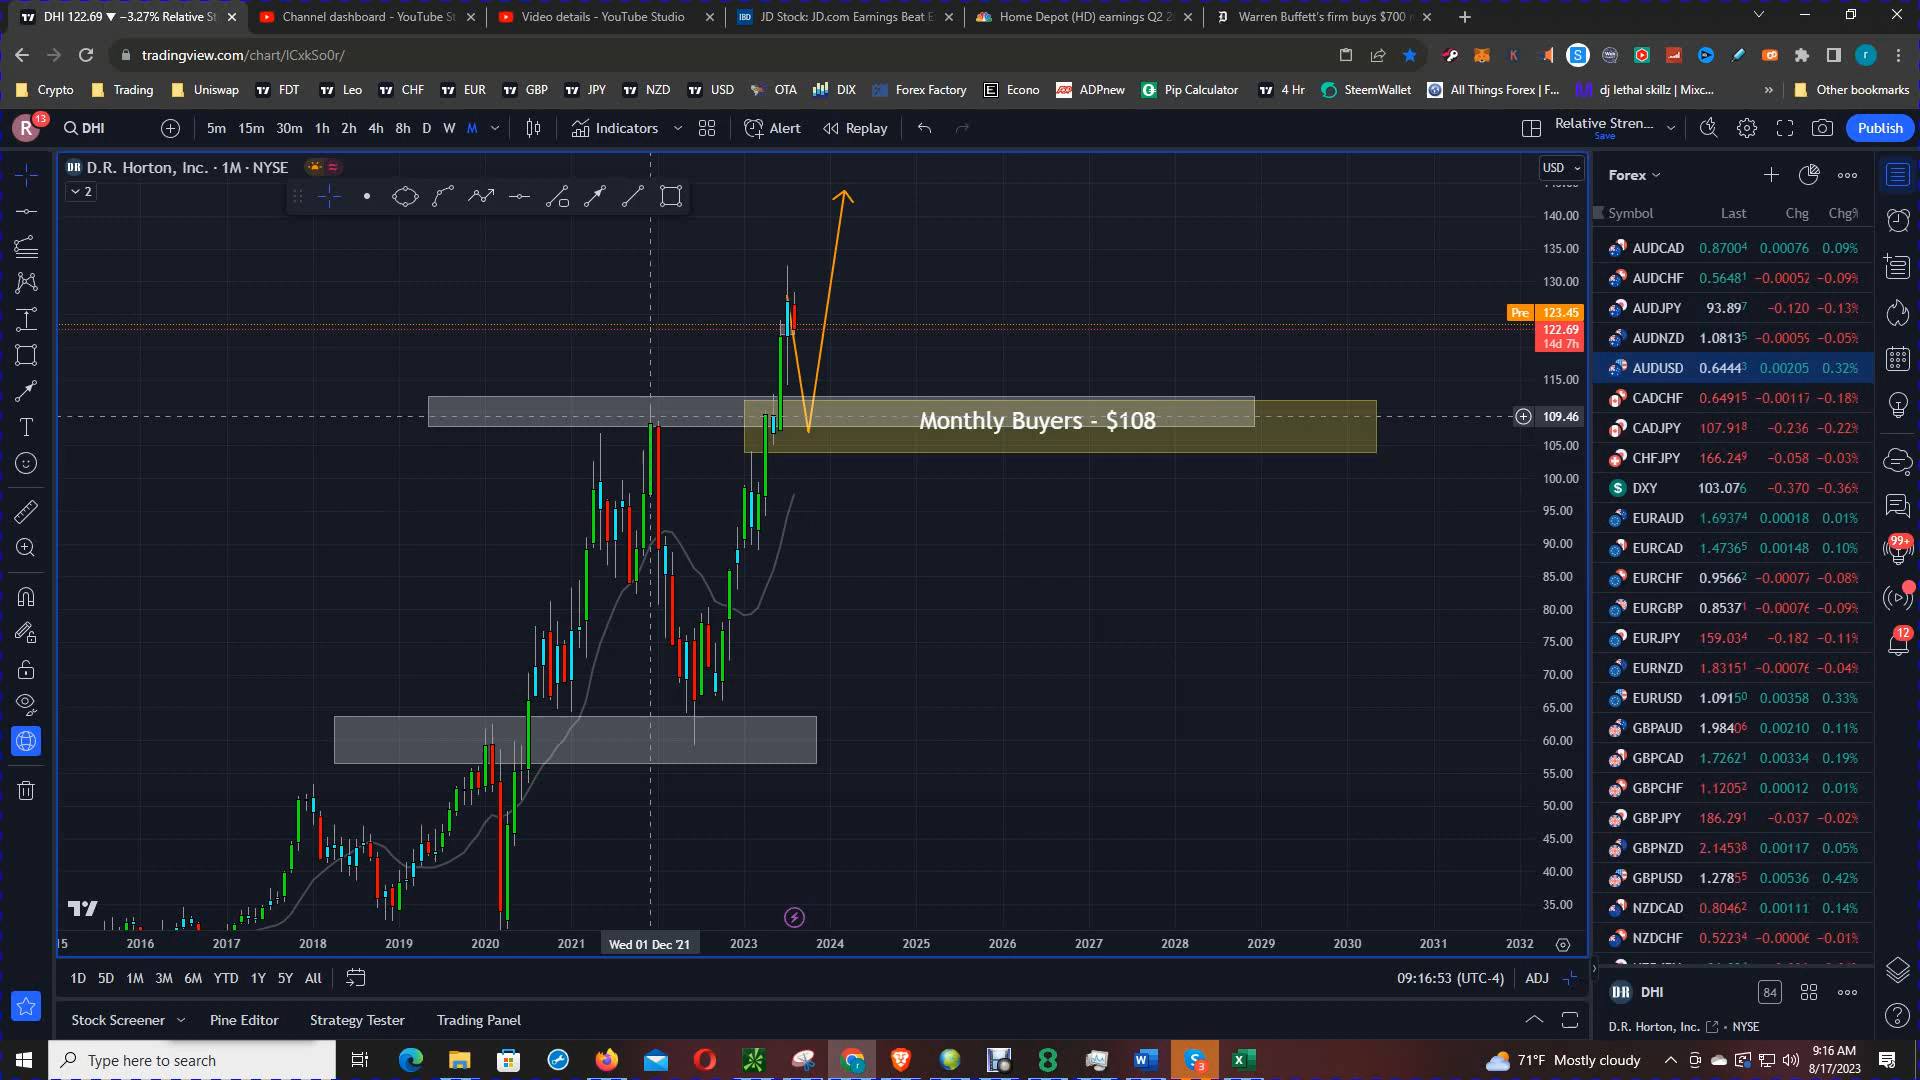 DHI 122.69 ▼ −3.27% Relative St
Channel dashboard - YouTube St
Video details - YouTube Studio
JD Stock: JD.com Earnings Beat E
Home Depot (HD) earnings Q2 2
Warren Buffett's firm buys $700
tradingview.com/chart/lCxkSo0r/
Crypto Trading Uniswap FDT Leo CHF EUR GBP JPY NZD USD OTA DIX Forex Factory Econo ADPnew Pip Calculator 4 Hr SteemWallet All Things Forex | F... dj lethal skillz | Mixc... » Other bookmarks
R 13 DHI 5m 15m 30m 1h 2h 4h 8h D W M Indicators Alert Replay Relative Stren... Save Publish
D.R. Horton, Inc. · 1M · NYSE
2
USD
140.00
135.00
130.00
Pre 123.45
122.69
14d 7h
115.00
109.46
Monthly Buyers - $108
105.00
100.00
95.00
90.00
85.00
80.00
75.00
70.00
65.00
60.00
55.00
50.00
45.00
40.00
35.00
15 2016 2017 2018 2019 2020 2021 Wed 01 Dec '21 2023 2024 2025 2026 2027 2028 2029 2030 2031 2032
1D 5D 1M 3M 6M YTD 1Y 5Y All
09:16:53 (UTC-4) ADJ
Stock Screener Pine Editor Strategy Tester Trading Panel
Forex
Symbol Last Chg Chg%
AUDCAD 0.87004 0.00076 0.09%
AUDCHF 0.56481 −0.00052 −0.09%
AUDJPY 93.897 −0.120 −0.13%
AUDNZD 1.08135 −0.00059 −0.05%
AUDUSD 0.64443 0.00205 0.32%
CADCHF 0.64915 −0.00117 −0.18%
CADJPY 107.918 −0.236 −0.22%
CHFJPY 166.249 −0.058 −0.03%
DXY 103.076 −0.370 −0.36%
EURAUD 1.69374 0.00018 0.01%
EURCAD 1.47365 0.00148 0.10%
EURCHF 0.95662 −0.00077 −0.08%
EURGBP 0.85371 −0.00076 −0.09%
EURJPY 159.034 −0.182 −0.11%
EURNZD 1.83151 −0.00076 −0.04%
EURUSD 1.09150 0.00358 0.33%
GBPAUD 1.98406 0.00210 0.11%
GBPCAD 1.72621 0.00334 0.19%
GBPCHF 1.12052 0.00012 0.01%
GBPJPY 186.291 −0.037 −0.02%
GBPNZD 2.14538 0.00117 0.05%
GBPUSD 1.27855 0.00536 0.42%
NZDCAD 0.80462 0.00111 0.14%
NZDCHF 0.52234 −0.00006 −0.01%
DHI 84
D.R. Horton, Inc. · NYSE
99+
12
Type here to search
71°F Mostly cloudy
9:16 AM
8/17/2023